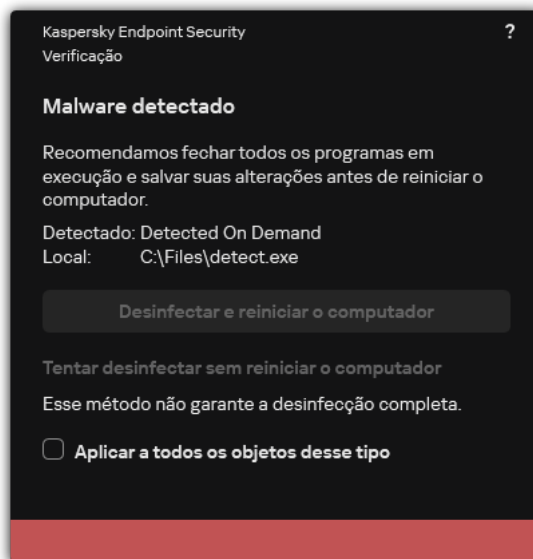 Kaspersky Endpoint Security
?
Verificação
Malware detectado
Recomendamos fechar todos os programas em
execução e salvar suas alterações antes de reiniciar o
computador.
Detectado: Detected On Demand
Local: C:\Files\detect.exe
Desinfectar e reiniciar o computador
Tentar desinfectar sem reiniciar o computador
Esse método não garante a desinfecção completa.
Aplicar a todos os objetos desse tipo